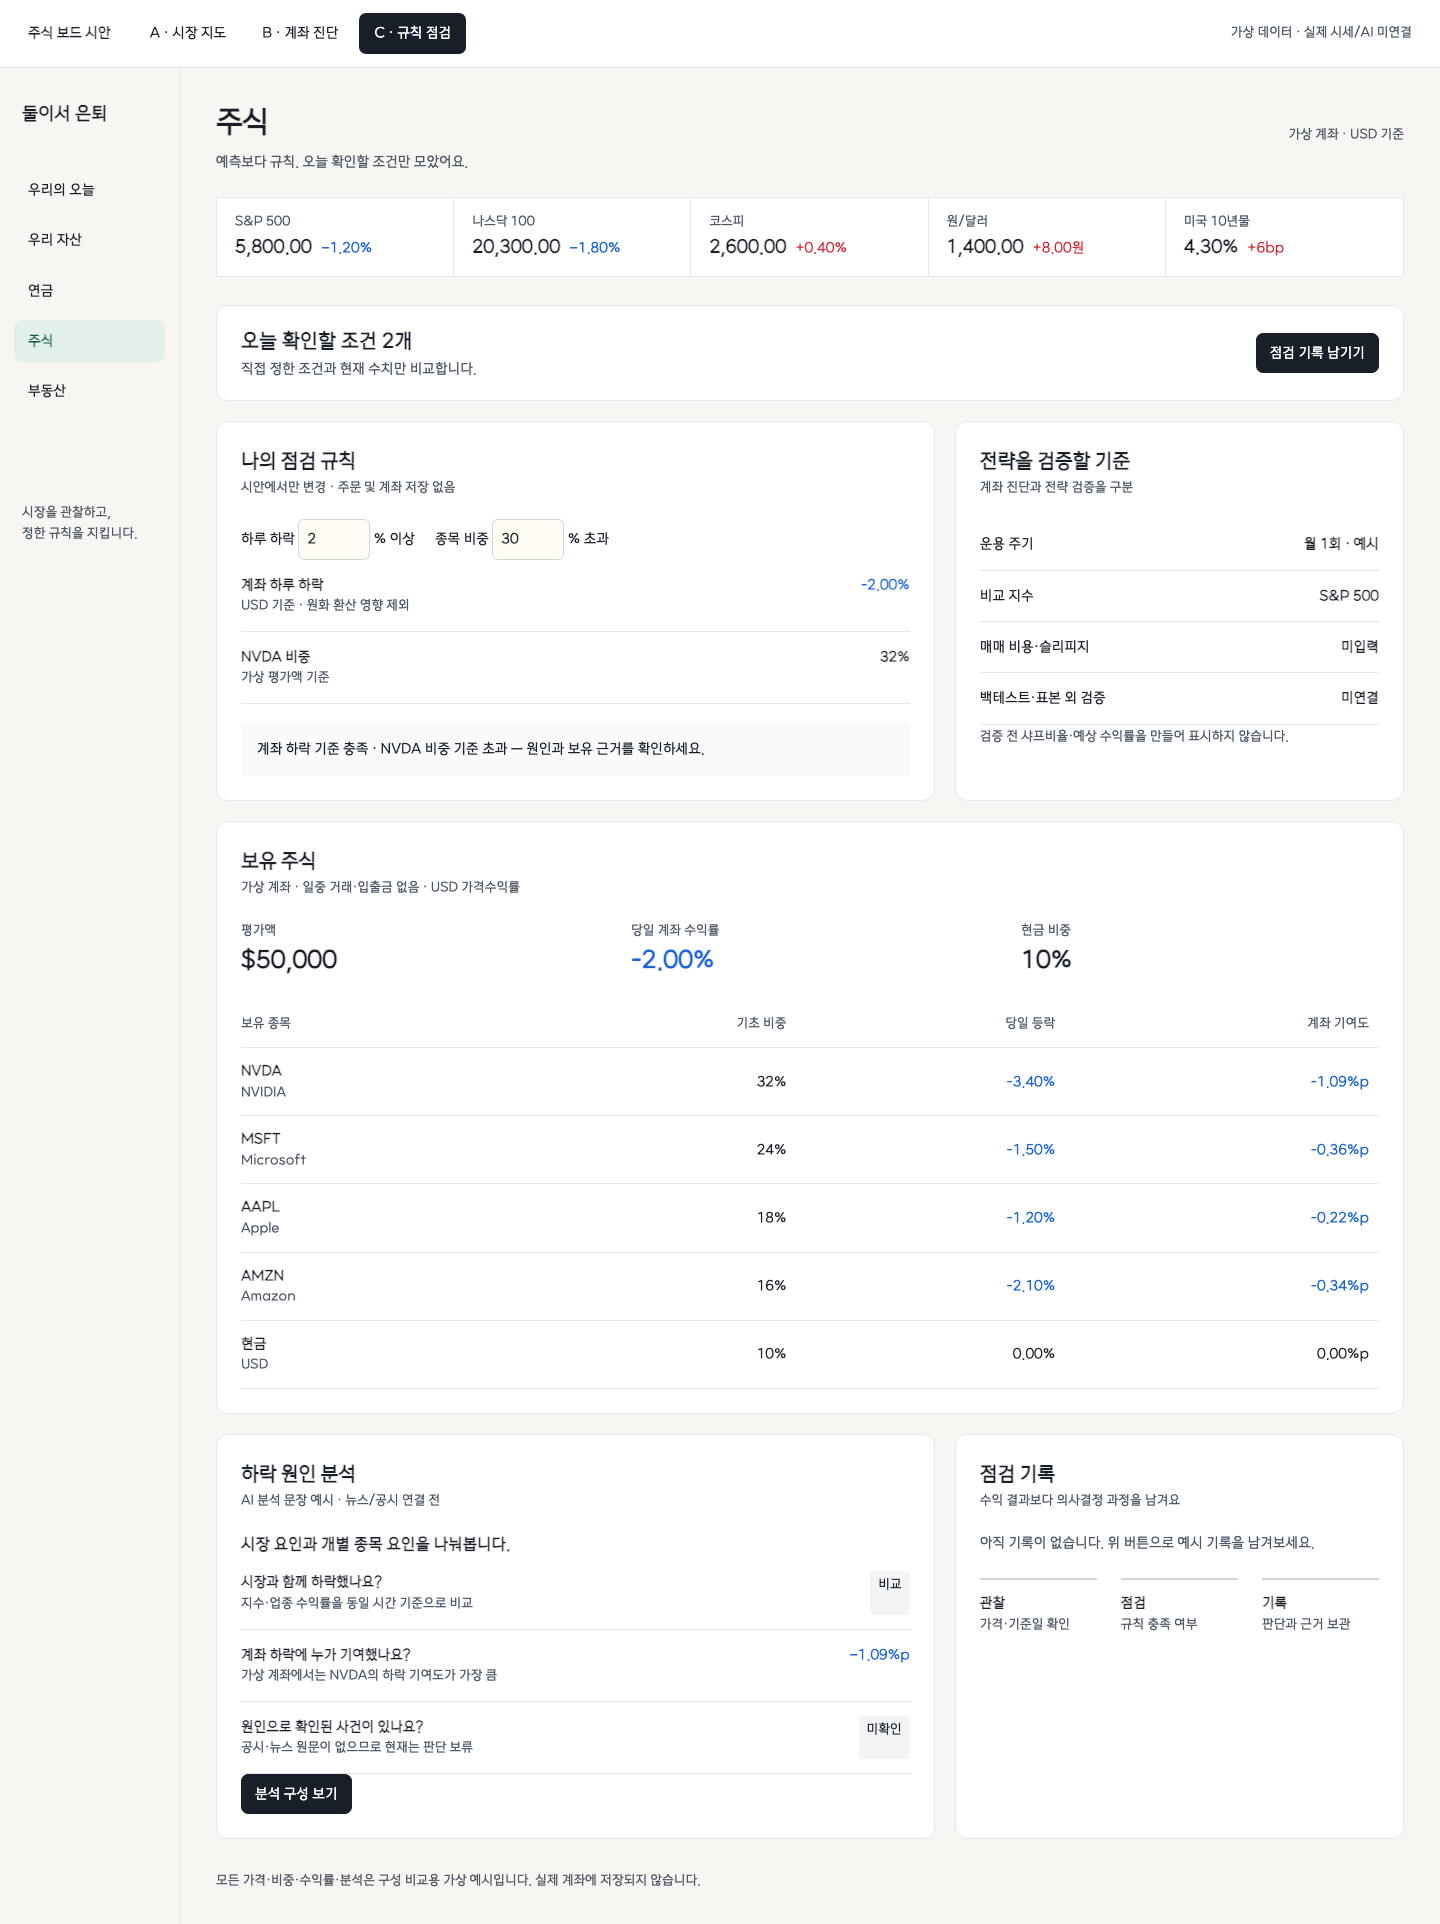 주식 보드 시안
A · 시장 지도
B · 계좌 진단
C · 규칙 점검
가상 데이터 · 실제 시세/AI 미연결
둘이서 은퇴
우리의 오늘
우리 자산
연금
주식
부동산
시장을 관찰하고,
정한 규칙을 지킵니다.
주식
예측보다 규칙. 오늘 확인할 조건만 모았어요.
가상 계좌 · USD 기준
S&P 500
5,800.00 −1.20%
나스닥 100
20,300.00 −1.80%
코스피
2,600.00 +0.40%
원/달러
1,400.00 +8.00원
미국 10년물
4.30% +6bp
오늘 확인할 조건 2개
직접 정한 조건과 현재 수치만 비교합니다.
점검 기록 남기기
나의 점검 규칙
시안에서만 변경 · 주문 및 계좌 저장 없음
하루 하락 2 % 이상 종목 비중 30 % 초과
계좌 하루 하락 -2.00%
USD 기준 · 원화 환산 영향 제외
NVDA 비중 32%
가상 평가액 기준
계좌 하락 기준 충족 · NVDA 비중 기준 초과 — 원인과 보유 근거를 확인하세요.
전략을 검증할 기준
계좌 진단과 전략 검증을 구분
운용 주기 월 1회 · 예시
비교 지수 S&P 500
매매 비용·슬리피지 미입력
백테스트·표본 외 검증 미연결
검증 전 샤프비율·예상 수익률을 만들어 표시하지 않습니다.
보유 주식
가상 계좌 · 일중 거래·입출금 없음 · USD 가격수익률
평가액
$50,000
당일 계좌 수익률
-2.00%
현금 비중
10%
보유 종목 기초 비중 당일 등락 계좌 기여도
NVDA 32% -3.40% -1.09%p
NVIDIA
MSFT 24% -1.50% -0.36%p
Microsoft
AAPL 18% -1.20% -0.22%p
Apple
AMZN 16% -2.10% -0.34%p
Amazon
현금 10% 0.00% 0.00%p
USD
하락 원인 분석
AI 분석 문장 예시 · 뉴스/공시 연결 전
시장 요인과 개별 종목 요인을 나눠봅니다.
시장과 함께 하락했나요? 비교
지수·업종 수익률을 동일 시간 기준으로 비교
계좌 하락에 누가 기여했나요? −1.09%p
가상 계좌에서는 NVDA의 하락 기여도가 가장 큼
원인으로 확인된 사건이 있나요? 미확인
공시·뉴스 원문이 없으므로 현재는 판단 보류
분석 구성 보기
점검 기록
수익 결과보다 의사결정 과정을 남겨요
아직 기록이 없습니다. 위 버튼으로 예시 기록을 남겨보세요.
관찰
가격·기준일 확인
점검
규칙 충족 여부
기록
판단과 근거 보관
모든 가격·비중·수익률·분석은 구성 비교용 가상 예시입니다. 실제 계좌에 저장되지 않습니다.